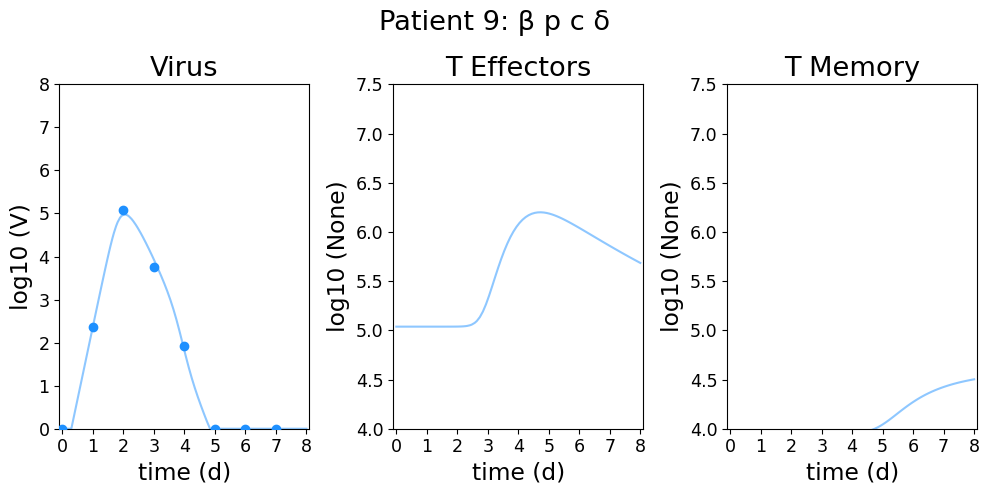 Patient 9: β p c δ
Virus
T Effectors
T Memory
log10 (V)
8
7
6
5
4
3
2
1
0
0 1 2 3 4 5 6 7 8
time (d)
log10 (None)
7.5
7.0
6.5
6.0
5.5
5.0
4.5
4.0
0 1 2 3 4 5 6 7 8
time (d)
log10 (None)
7.5
7.0
6.5
6.0
5.5
5.0
4.5
4.0
0 1 2 3 4 5 6 7 8
time (d)